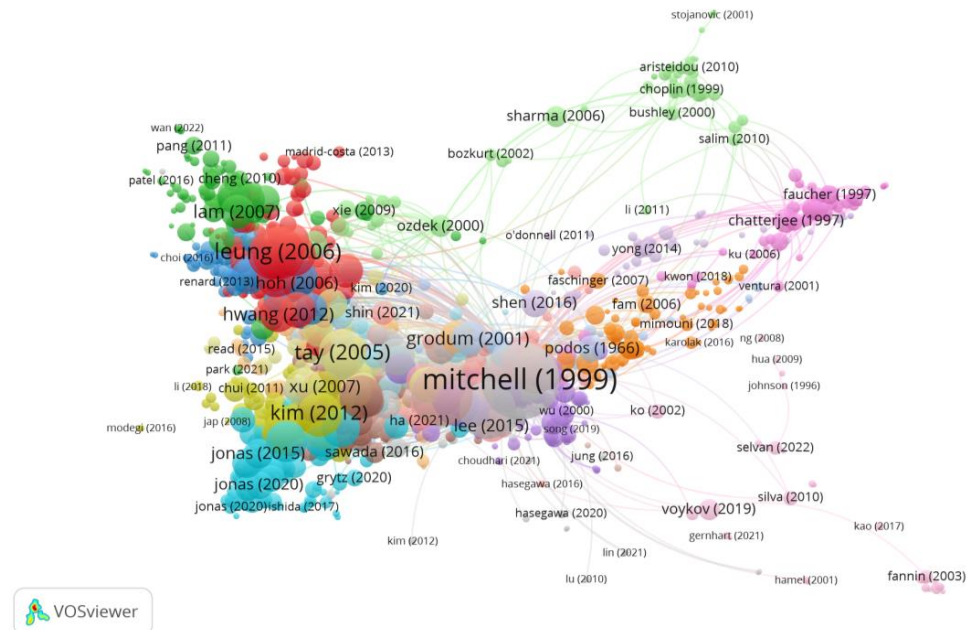 stojanovic (2001)
aristeidou (2010)
choplin (1999)
sharma (2006)
bushley (2000)
wan (2022)
salim (2010)
pang (2011)
madrid-costa (2013)
bozkurt (2002)
patel (2016)
cheng (2010)
faucher (1997)
lam (2007)
xie (2009)
li (2011)
chatterjee (1997)
ozdek (2000)
o'donnell (2011)
leung (2006)
yong (2014)
ku (2006)
choi (2016)
renard (2013)
hoh (2006)
kim (2020)
faschinger (2007)
kwon (2018)
ventura (2001)
shen (2016)
fam (2006)
hwang (2012)
shin (2021)
mimouni (2018)
grodum (2001)
ng (2008)
read (2015)
tay (2005)
podos (1966)
karolak (2016)
hua (2009)
park (2021)
mitchell (1999)
li (2018)
chui (2011)
xu (2007)
johnson (1996)
kim (2012)
wu (2000)
ko (2002)
jap (2008)
ha (2021)
lee (2015)
modegi (2016)
song (2019)
selvan (2022)
jonas (2015)
sawada (2016)
choudhari (2021)
jung (2016)
jonas (2020)
grytz (2020)
hasegawa (2016)
silva (2010)
jonas (2020)
ishida (2017)
hasegawa (2020)
voykov (2019)
kao (2017)
kim (2012)
gernhart (2021)
lin (2021)
lu (2010)
hamel (2001)
fannin (2003)
VOSviewer